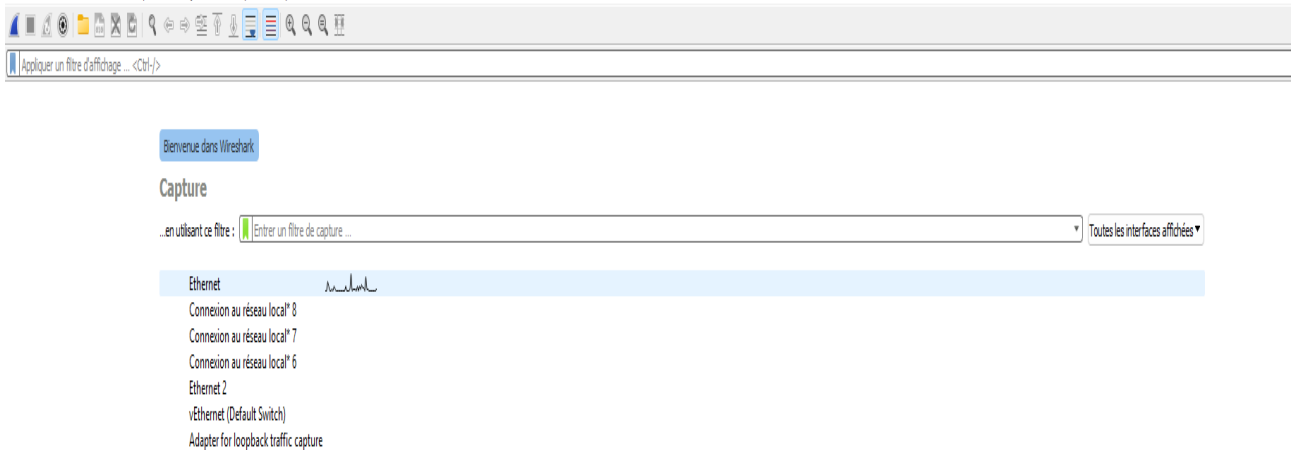 Appliquer un filtre d'affichage ... <Ctrl-/>
Bienvenue dans Wireshark
Capture
...en utilisant ce filtre : Entrer un filtre de capture ... Toutes les interfaces affichées
Ethernet
Connexion au réseau local* 8
Connexion au réseau local* 7
Connexion au réseau local* 6
Ethernet 2
vEthernet (Default Switch)
Adapter for loopback traffic capture